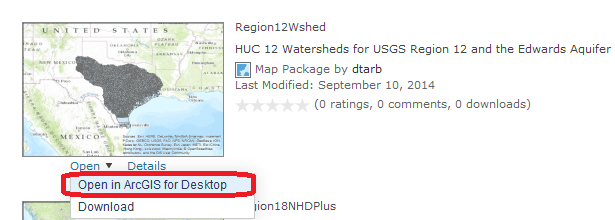 Region12Wshed
UNITED STATES
HUC 12 Watersheds for USGS Region 12 and the Edwards Aquifer
Map Package by dtarb
Last Modified: September 10, 2014
(0 ratings, 0 comments, 0 downloads)
MEXICO
Open ▼ Details
Open in ArcGIS for Desktop
Download
egion18NHDPlus